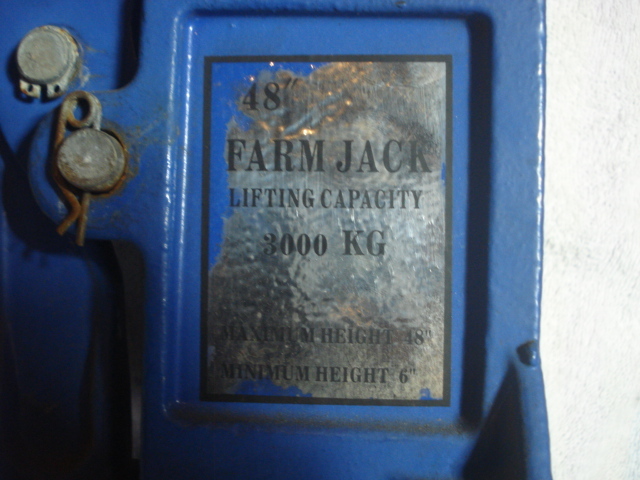 48"
FARM JACK
LIFTING CAPACITY
3000 KG
MAXIMUM HEIGHT 48"
MINIMUM HEIGHT 6"